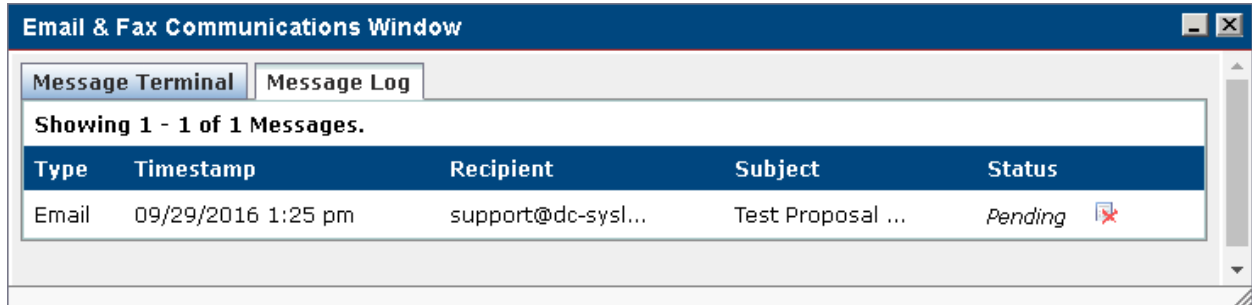 Email & Fax Communications Window
Message Terminal Message Log
Showing 1 - 1 of 1 Messages.
Type Timestamp Recipient Subject Status
Email 09/29/2016 1:25 pm support@dc-sysl... Test Proposal ... Pending